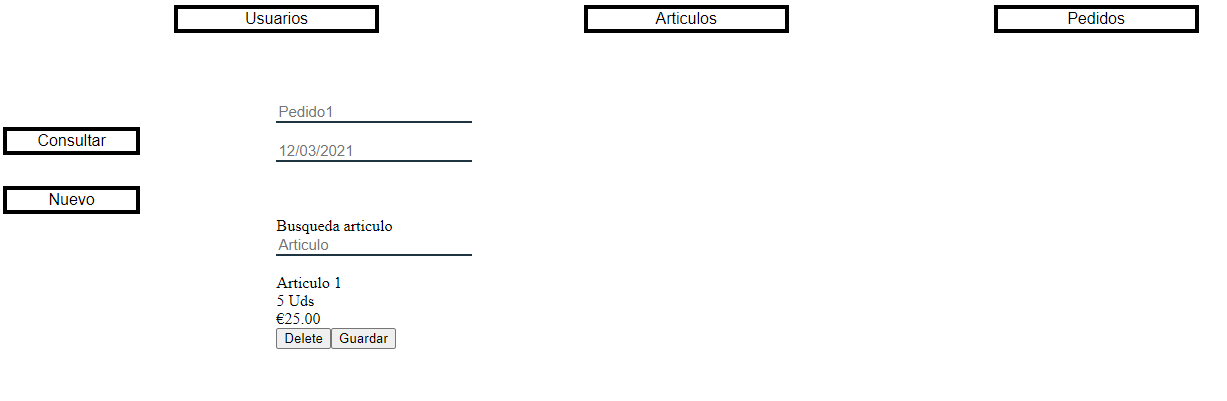 Usuarios
Articulos
Pedidos
Pedido1
Consultar
12/03/2021
Nuevo
Busqueda articulo
Articulo
Articulo 1
5 Uds
€25.00
Delete Guardar